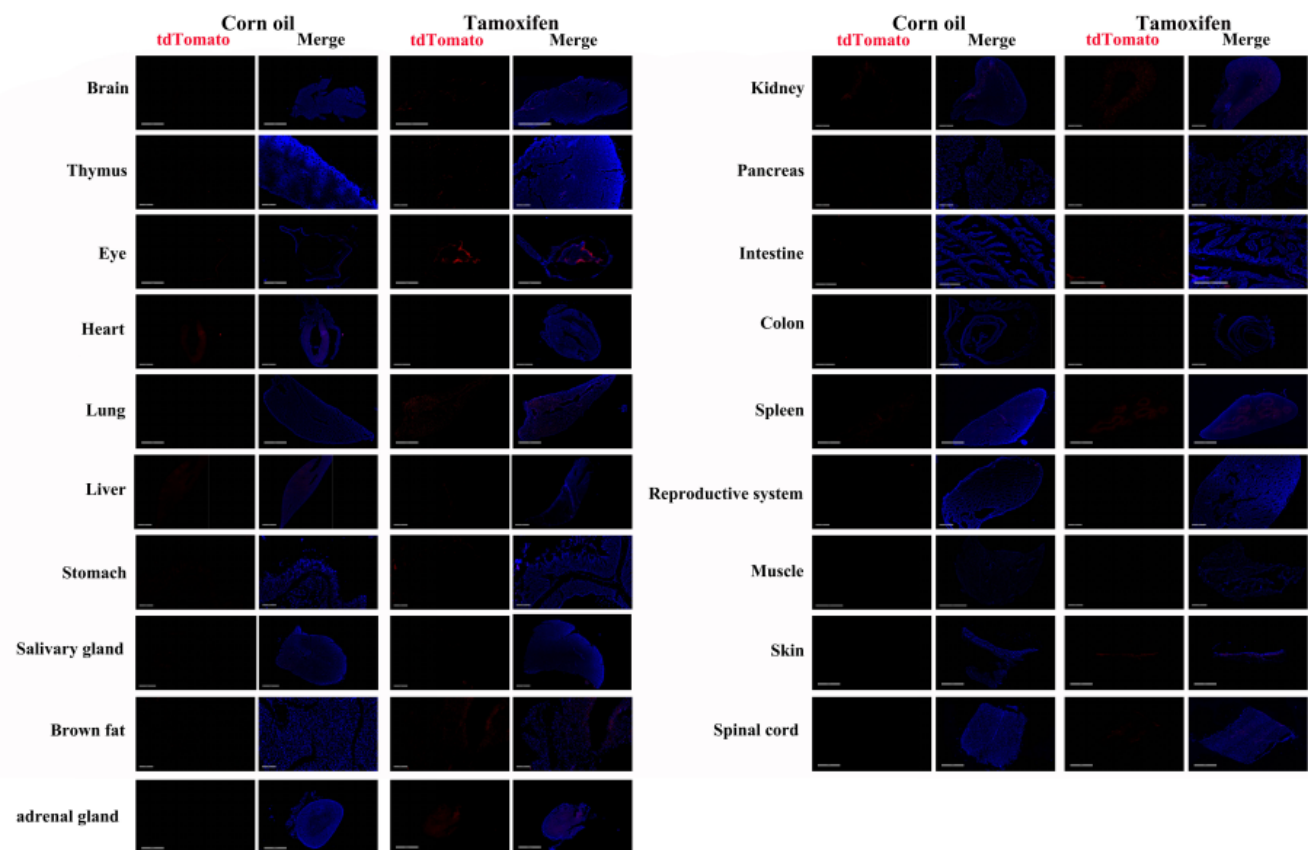 Corn oil Tamoxifen
tdTomato Merge tdTomato Merge
Brain
Thymus
Eye
Heart
Lung
Liver
Stomach
Salivary gland
Brown fat
adrenal gland
Corn oil Tamoxifen
tdTomato Merge tdTomato Merge
Kidney
Pancreas
Intestine
Colon
Spleen
Reproductive system
Muscle
Skin
Spinal cord